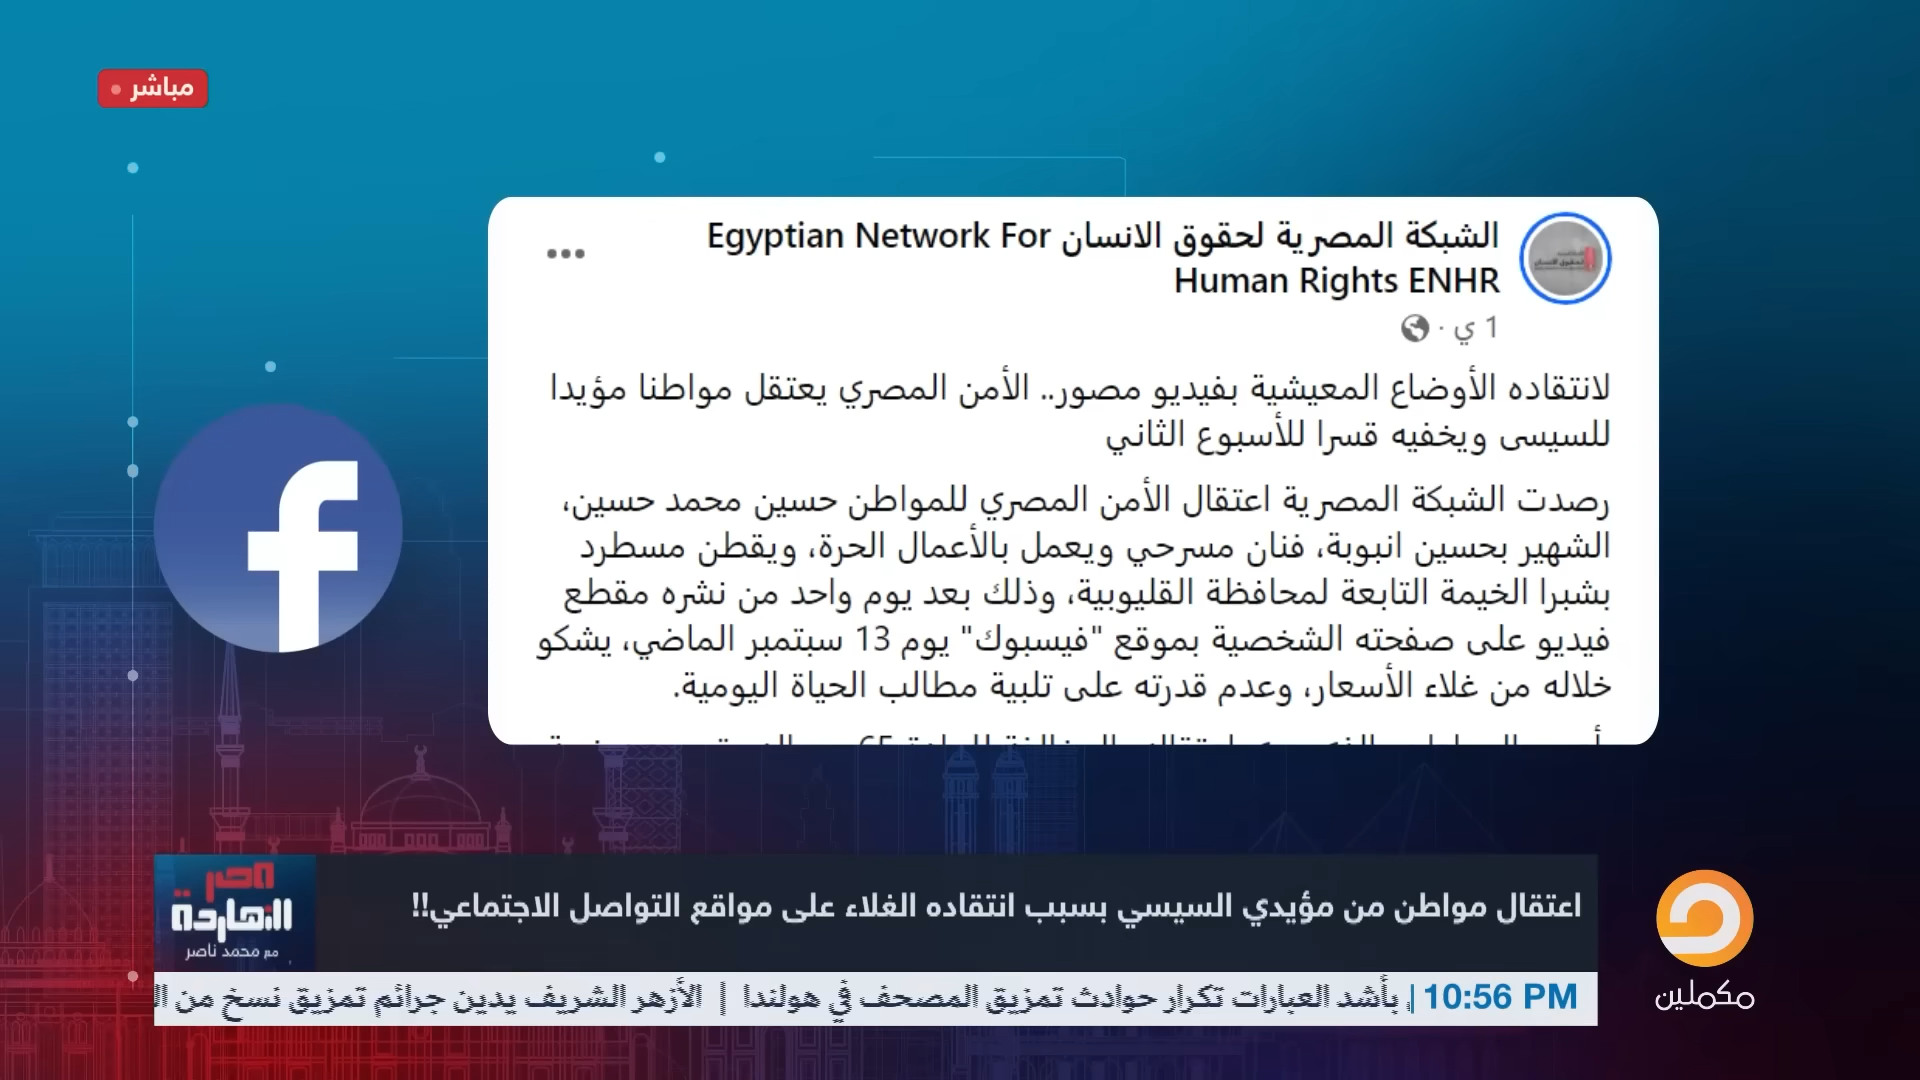 مباشر
الشبكة المصرية لحقوق الانسان Egyptian Network For
Human Rights ENHR
1 ي ·
لانتقاده الأوضاع المعيشية بفيديو مصور.. الأمن المصري يعتقل مواطنا مؤيدا
للسيسى ويخفيه قسرا للأسبوع الثاني
رصدت الشبكة المصرية اعتقال الأمن المصري للمواطن حسين محمد حسين،
الشهير بحسين انبوبة، فنان مسرحي ويعمل بالأعمال الحرة، ويقطن مسطرد
بشبرا الخيمة التابعة لمحافظة القليوبية، وذلك بعد يوم واحد من نشره مقطع
فيديو على صفحته الشخصية بموقع "فيسبوك" يوم 13 سبتمبر الماضي، يشكو
خلاله من غلاء الأسعار، وعدم قدرته على تلبية مطالب الحياة اليومية.
اعتقال مواطن من مؤيدي السيسي بسبب انتقاده الغلاء على مواقع التواصل الاجتماعي!!
مصر
النهاردة
مع محمد ناصر
10:56 PM
بأشد العبارات تكرار حوادث تمزيق المصحف في هولندا | الأزهر الشريف يدين جرائم تمزيق نسخ من
مكملين